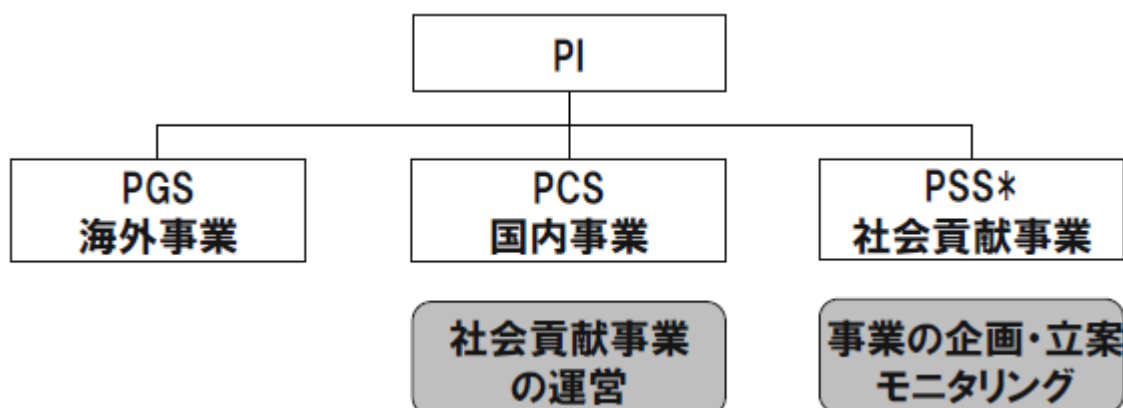 PI
PGS
海外事業
PCS
国内事業
PSS*
社会貢献事業
社会貢献事業
の運営
事業の企画・立案
モニタリング